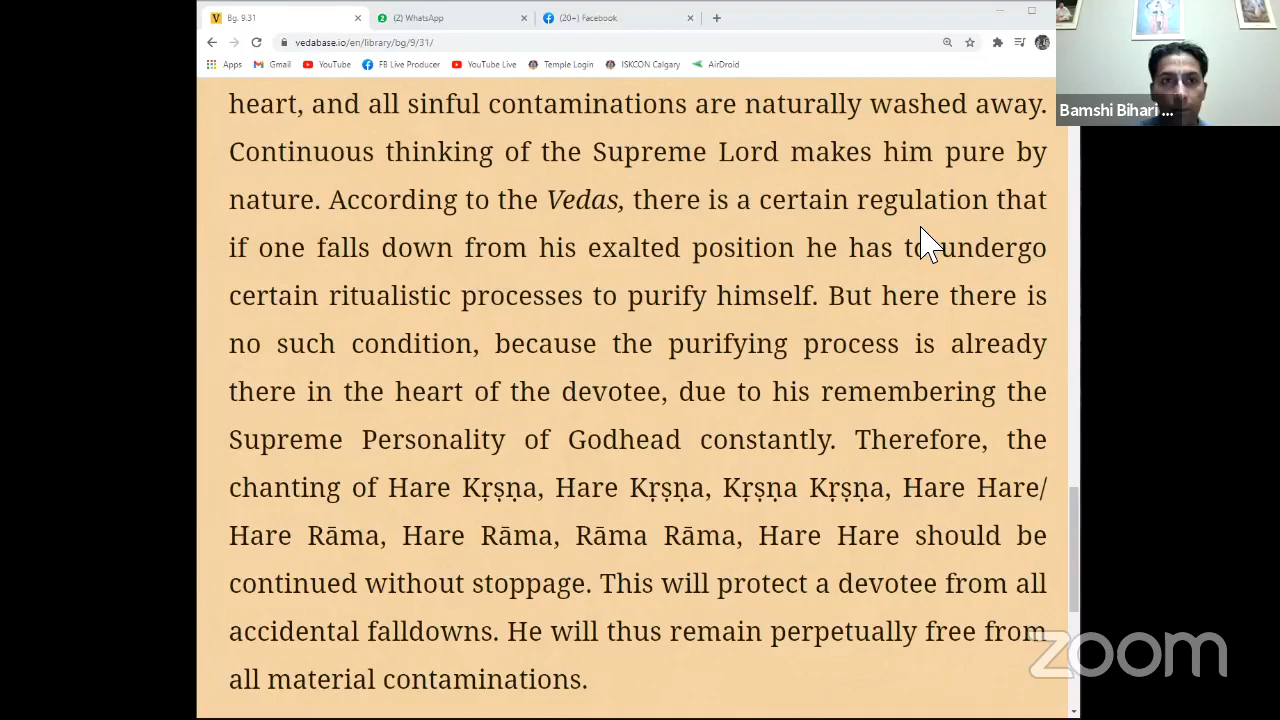 Bg. 9.31
(2) WhatsApp
(20+) Facebook
vedabase.io/en/library/bg/9/31/
Apps Gmail YouTube FB Live Producer YouTube Live Temple Login ISKCON Calgary AirDroid
Bamshi Bihari ...
heart, and all sinful contaminations are naturally washed away.
Continuous thinking of the Supreme Lord makes him pure by
nature. According to the Vedas, there is a certain regulation that
if one falls down from his exalted position he has to undergo
certain ritualistic processes to purify himself. But here there is
no such condition, because the purifying process is already
there in the heart of the devotee, due to his remembering the
Supreme Personality of Godhead constantly. Therefore, the
chanting of Hare Kṛṣṇa, Hare Kṛṣṇa, Kṛṣṇa Kṛṣṇa, Hare Hare/
Hare Rāma, Hare Rāma, Rāma Rāma, Hare Hare should be
continued without stoppage. This will protect a devotee from all
accidental falldowns. He will thus remain perpetually free from
all material contaminations.
zoom